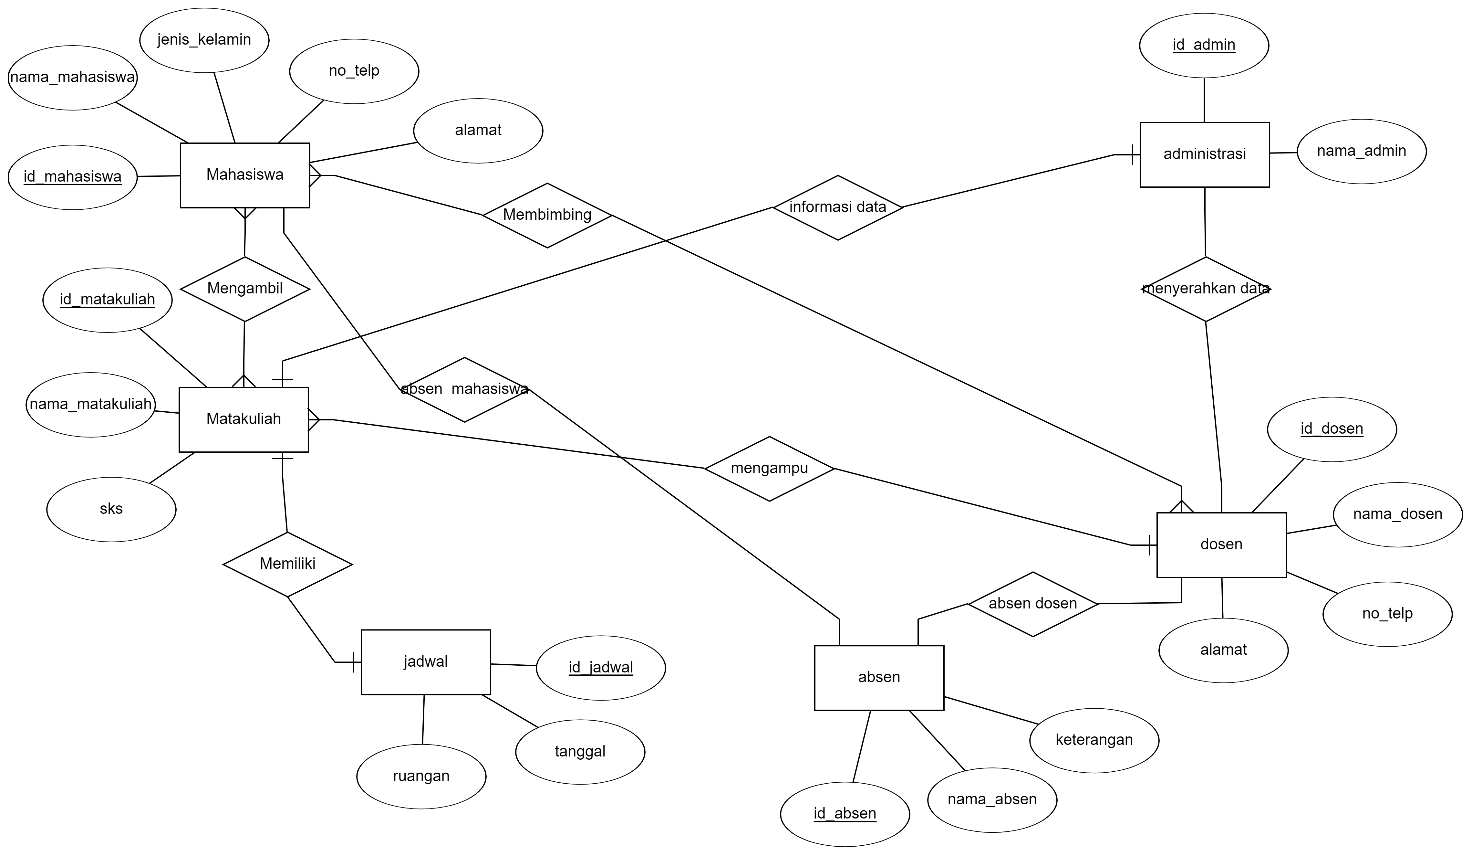 jenis_kelamin
id_admin
nama_mahasiswa
no_telp
alamat
nama_admin
administrasi
id_mahasiswa
Mahasiswa
Membimbing
informasi data
Mengambil
menyerahkan data
id_matakuliah
absen  mahasiswa
nama_matakuliah
Matakuliah
id_dosen
mengampu
sks
nama_dosen
dosen
Memiliki
absen dosen
no_telp
alamat
jadwal
id_jadwal
absen
keterangan
tanggal
ruangan
nama_absen
id_absen